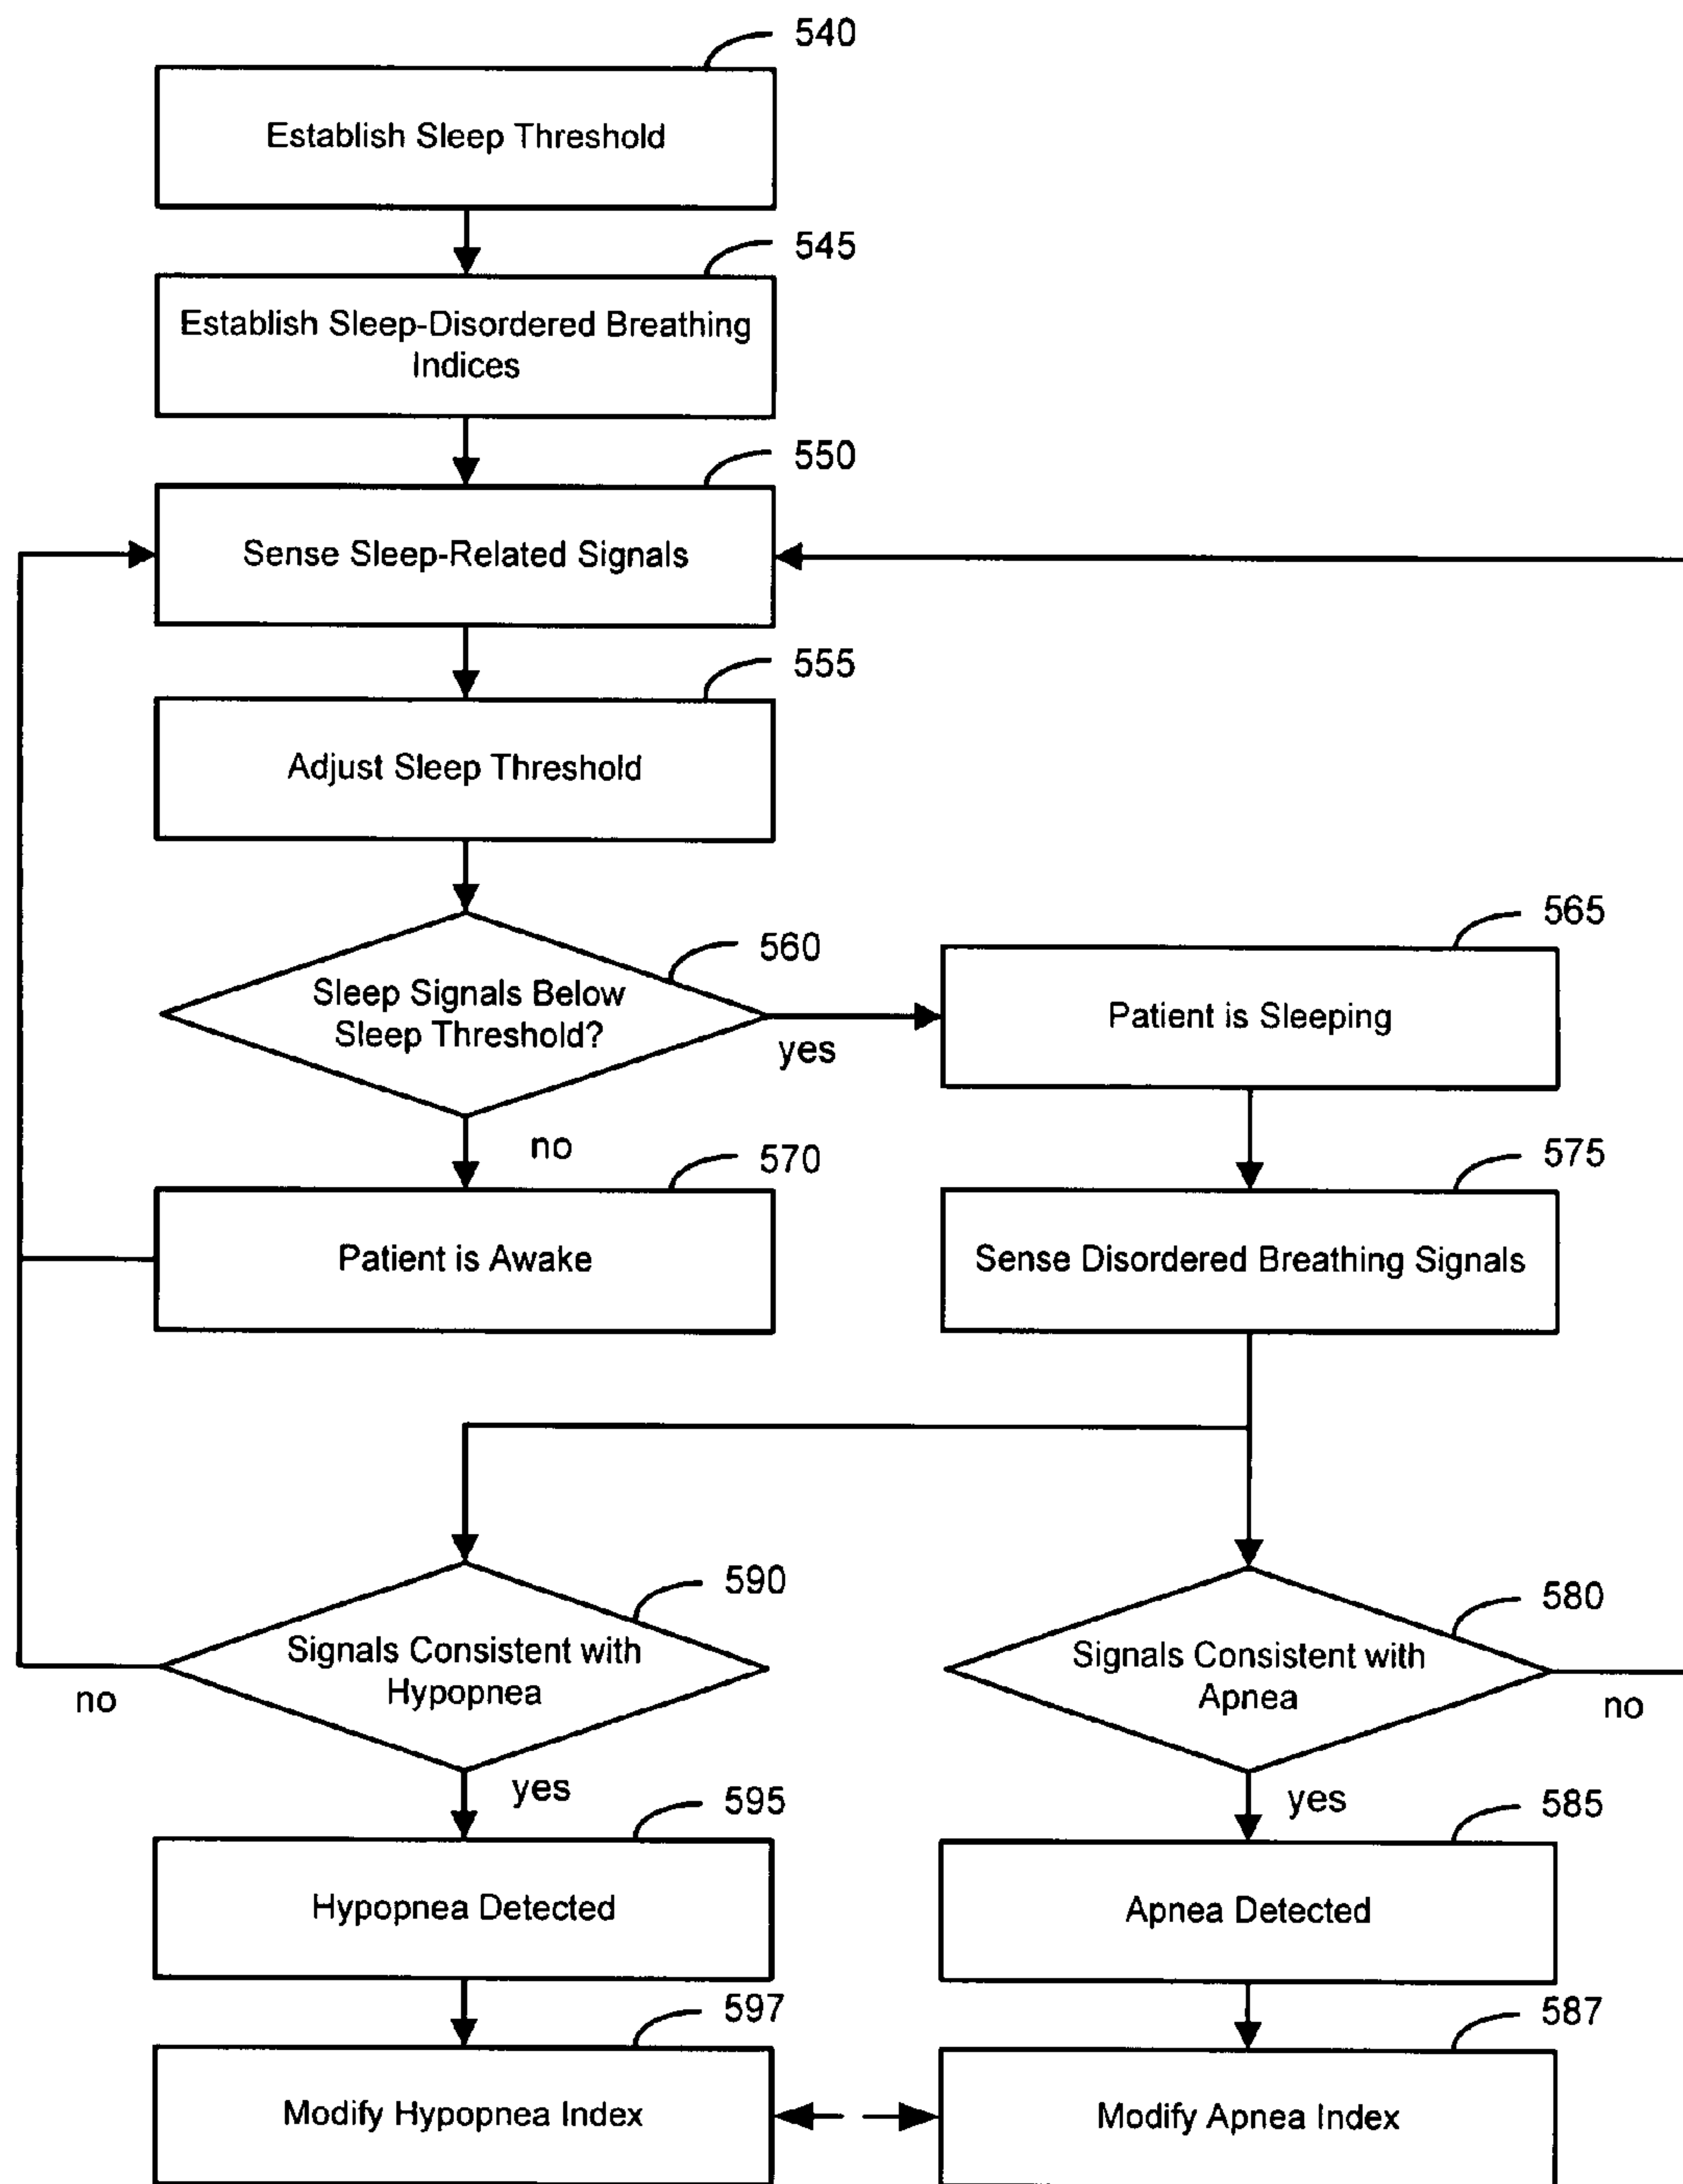 540
Establish Sleep Threshold
545
Establish Sleep-Disordered Breathing
Indices
550
Sense Sleep-Related Signals
555
Adjust Sleep Threshold
560
Sleep Signals Below
Sleep Threshold?
yes
565
Patient is Sleeping
no
570
Patient is Awake
575
Sense Disordered Breathing Signals
590
Signals Consistent with
Hypopnea
no
580
Signals Consistent with
Apnea
no
yes
595
Hypopnea Detected
yes
585
Apnea Detected
597
Modify Hypopnea Index
587
Modify Apnea Index